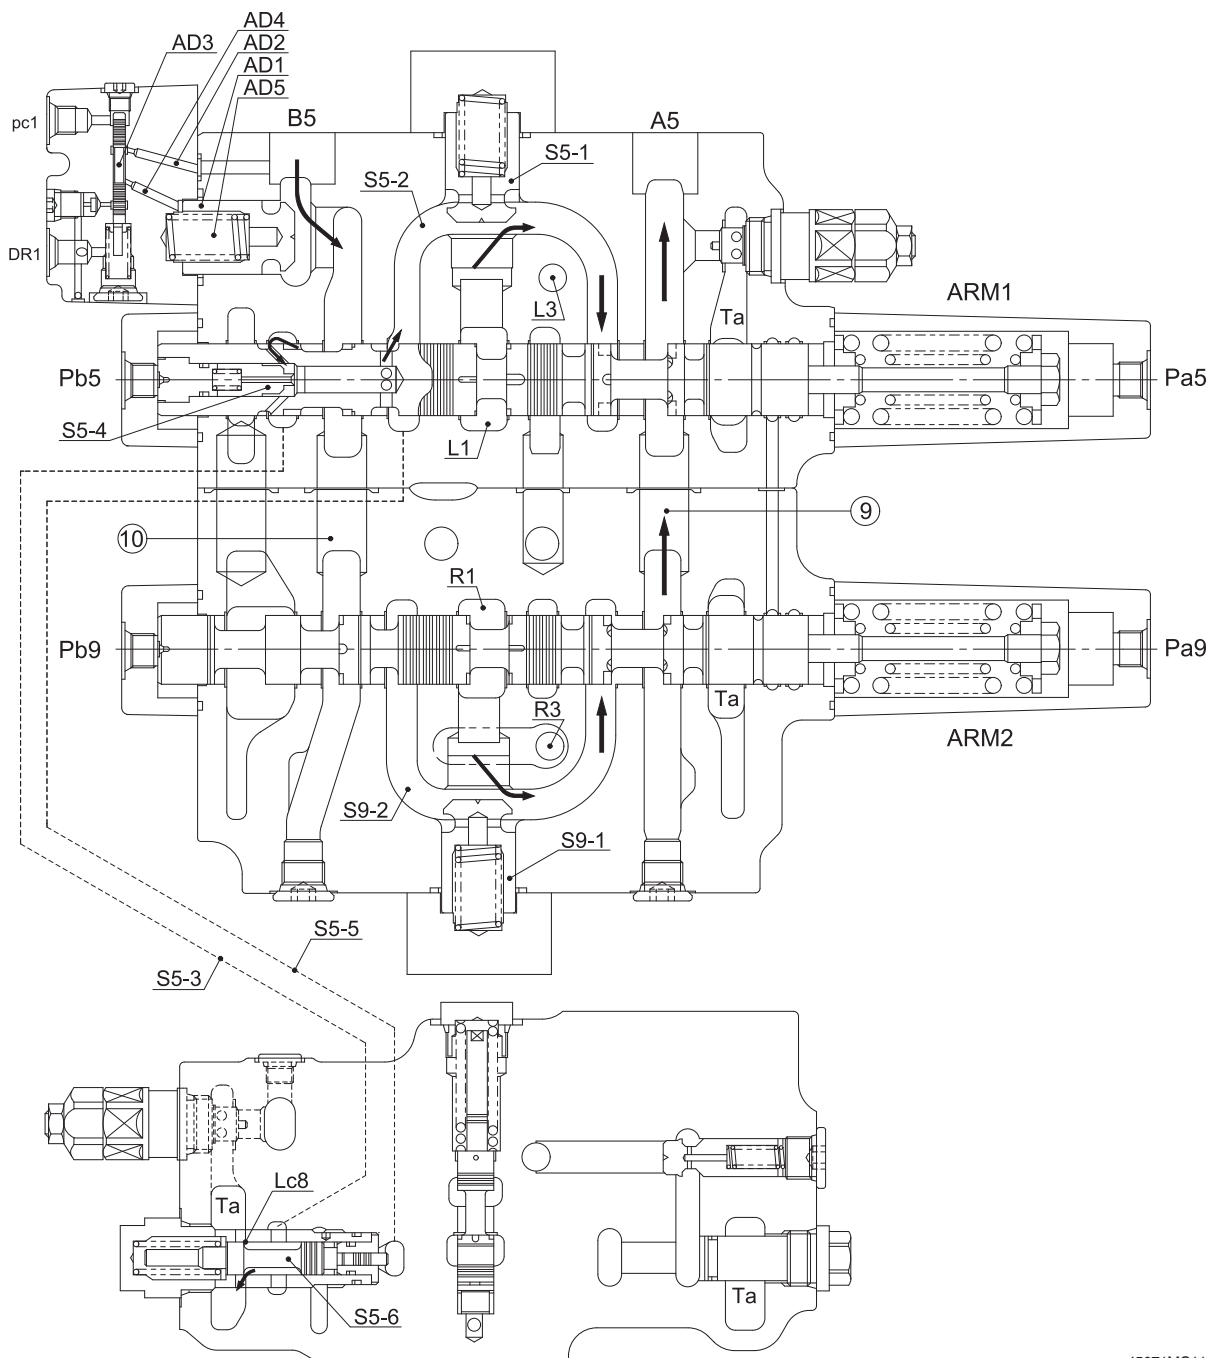 AD4
AD3
AD2
AD1
AD5
pc1
B5
A5
S5-1
S5-2
DR1
L3
Ta
ARM1
Pb5
Pa5
S5-4
L1
10
9
R1
Pb9
Pa9
R3
Ta
ARM2
S9-2
S9-1
S5-5
S5-3
Lc8
Ta
S5-6
Ta